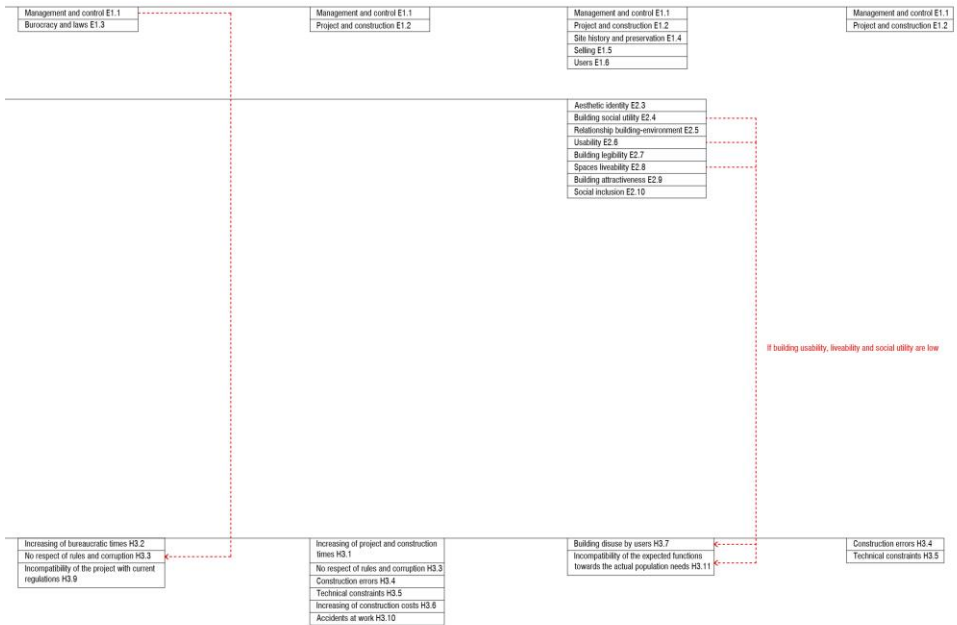 Management and control E1.1
Burocracy and laws E1.3
Management and control E1.1
Project and construction E1.2
Management and control E1.1
Project and construction E1.2
Site history and preservation E1.4
Selling E1.5
Users E1.6
Management and control E1.1
Project and construction E1.2
Aesthetic identity E2.3
Building social utility E2.4
Relationship building-environment E2.5
Usability E2.6
Building legibility E2.7
Spaces liveability E2.8
Building attractiveness E2.9
Social inclusion E2.10
If building usability, liveability and social utility are low
Increasing of bureaucratic times H3.2
No respect of rules and corruption H3.3
Incompatibility of the project with current
regulations H3.9
Increasing of project and construction
times H3.1
No respect of rules and corruption H3.3
Construction errors H3.4
Technical constraints H3.5
Increasing of construction costs H3.6
Accidents at work H3.10
Building disuse by users H3.7
Incompatibility of the expected functions
towards the actual population needs H3.11
Construction errors H3.4
Technical constraints H3.5